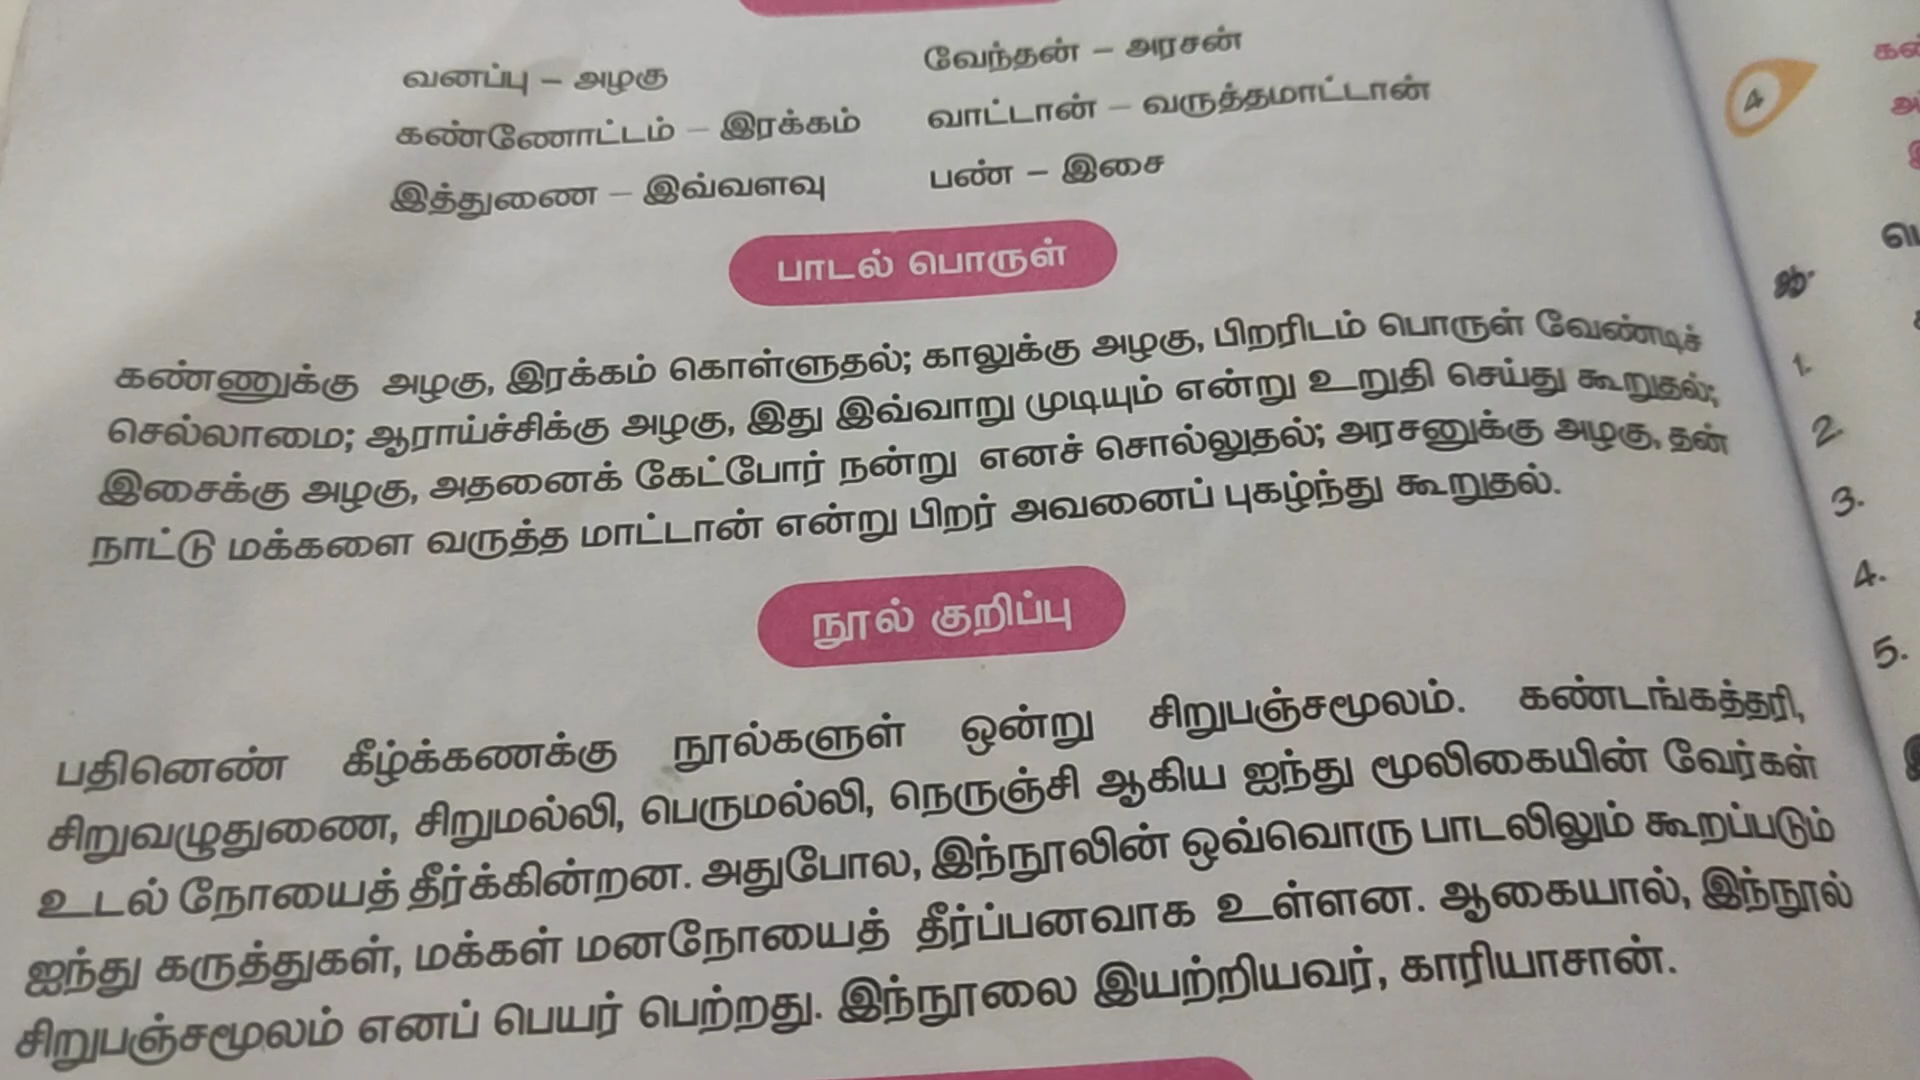 வனப்பு – அழகு
வேந்தன் – அரசன்
கண்ணோட்டம் – இரக்கம்
வாட்டான் – வருத்தமாட்டான்
இத்துணை – இவ்வளவு
பண் – இசை
பாடல் பொருள்
கண்ணுக்கு அழகு, இரக்கம் கொள்ளுதல்; காலுக்கு அழகு, பிறரிடம் பொருள் வேண்டிச்
செல்லாமை; ஆராய்ச்சிக்கு அழகு, இது இவ்வாறு முடியும் என்று உறுதி செய்து கூறுதல்;
இசைக்கு அழகு, அதனைக் கேட்போர் நன்று எனச் சொல்லுதல்; அரசனுக்கு அழகு, தன்
நாட்டு மக்களை வருத்த மாட்டான் என்று பிறர் அவனைப் புகழ்ந்து கூறுதல்.
நூல் குறிப்பு
பதினெண் கீழ்க்கணக்கு நூல்களுள் ஒன்று சிறுபஞ்சமூலம். கண்டங்கத்தரி,
சிறுவழுதுணை, சிறுமல்லி, பெருமல்லி, நெருஞ்சி ஆகிய ஐந்து மூலிகையின் வேர்கள்
உடல் நோயைத் தீர்க்கின்றன. அதுபோல, இந்நூலின் ஒவ்வொரு பாடலிலும் கூறப்படும்
ஐந்து கருத்துகள், மக்கள் மனநோயைத் தீர்ப்பனவாக உள்ளன. ஆகையால், இந்நூல்
சிறுபஞ்சமூலம் எனப் பெயர் பெற்றது. இந்நூலை இயற்றியவர், காரியாசான்.
4
1.
2.
3.
4.
5.